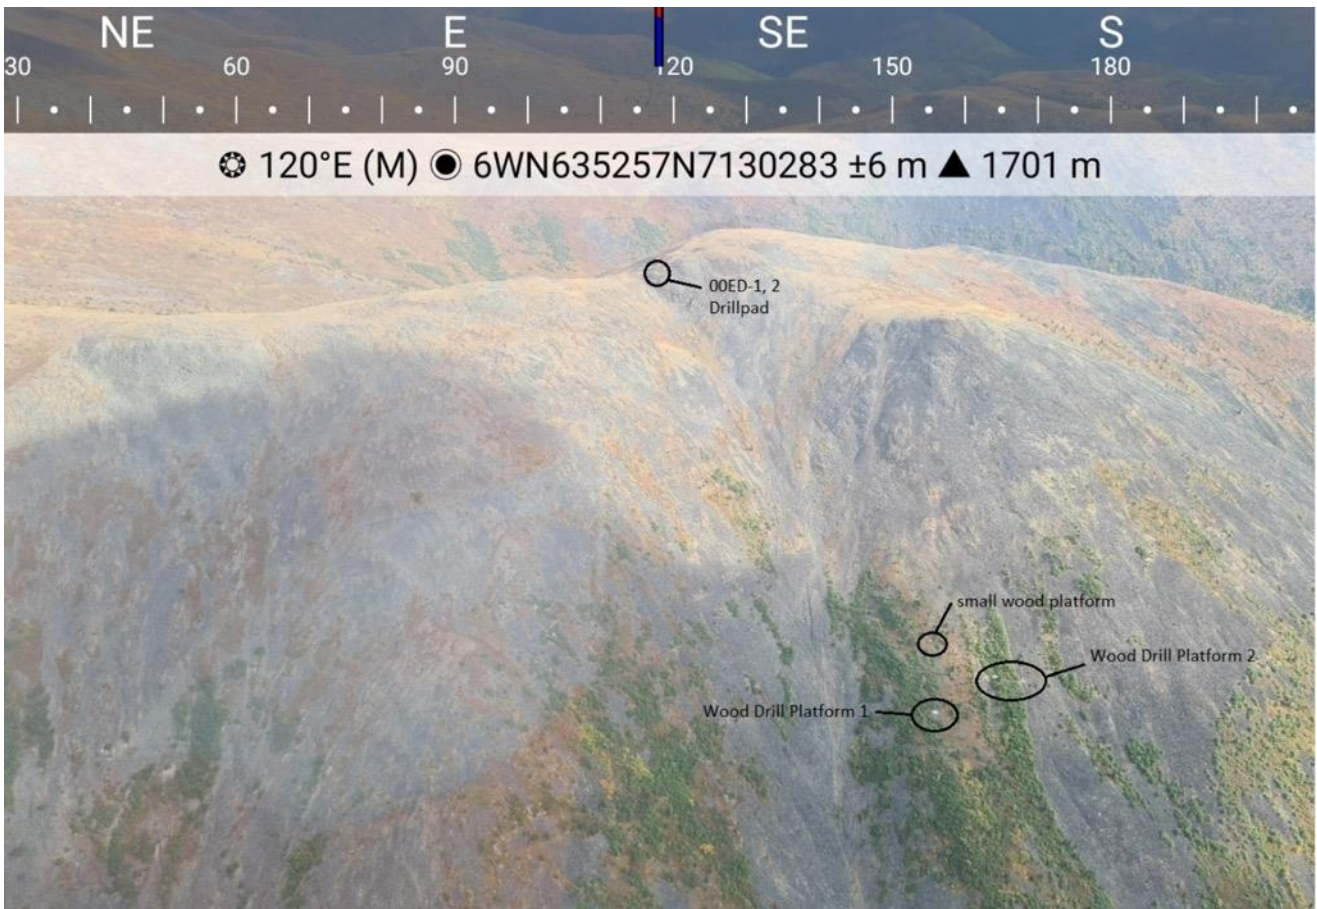 NE E SE S
30 60 90 120 150 180
120°E (M) 6WN635257N7130283 ±6 m ▲ 1701 m
00ED-1, 2
Drillpad
small wood platform
Wood Drill Platform 2
Wood Drill Platform 1